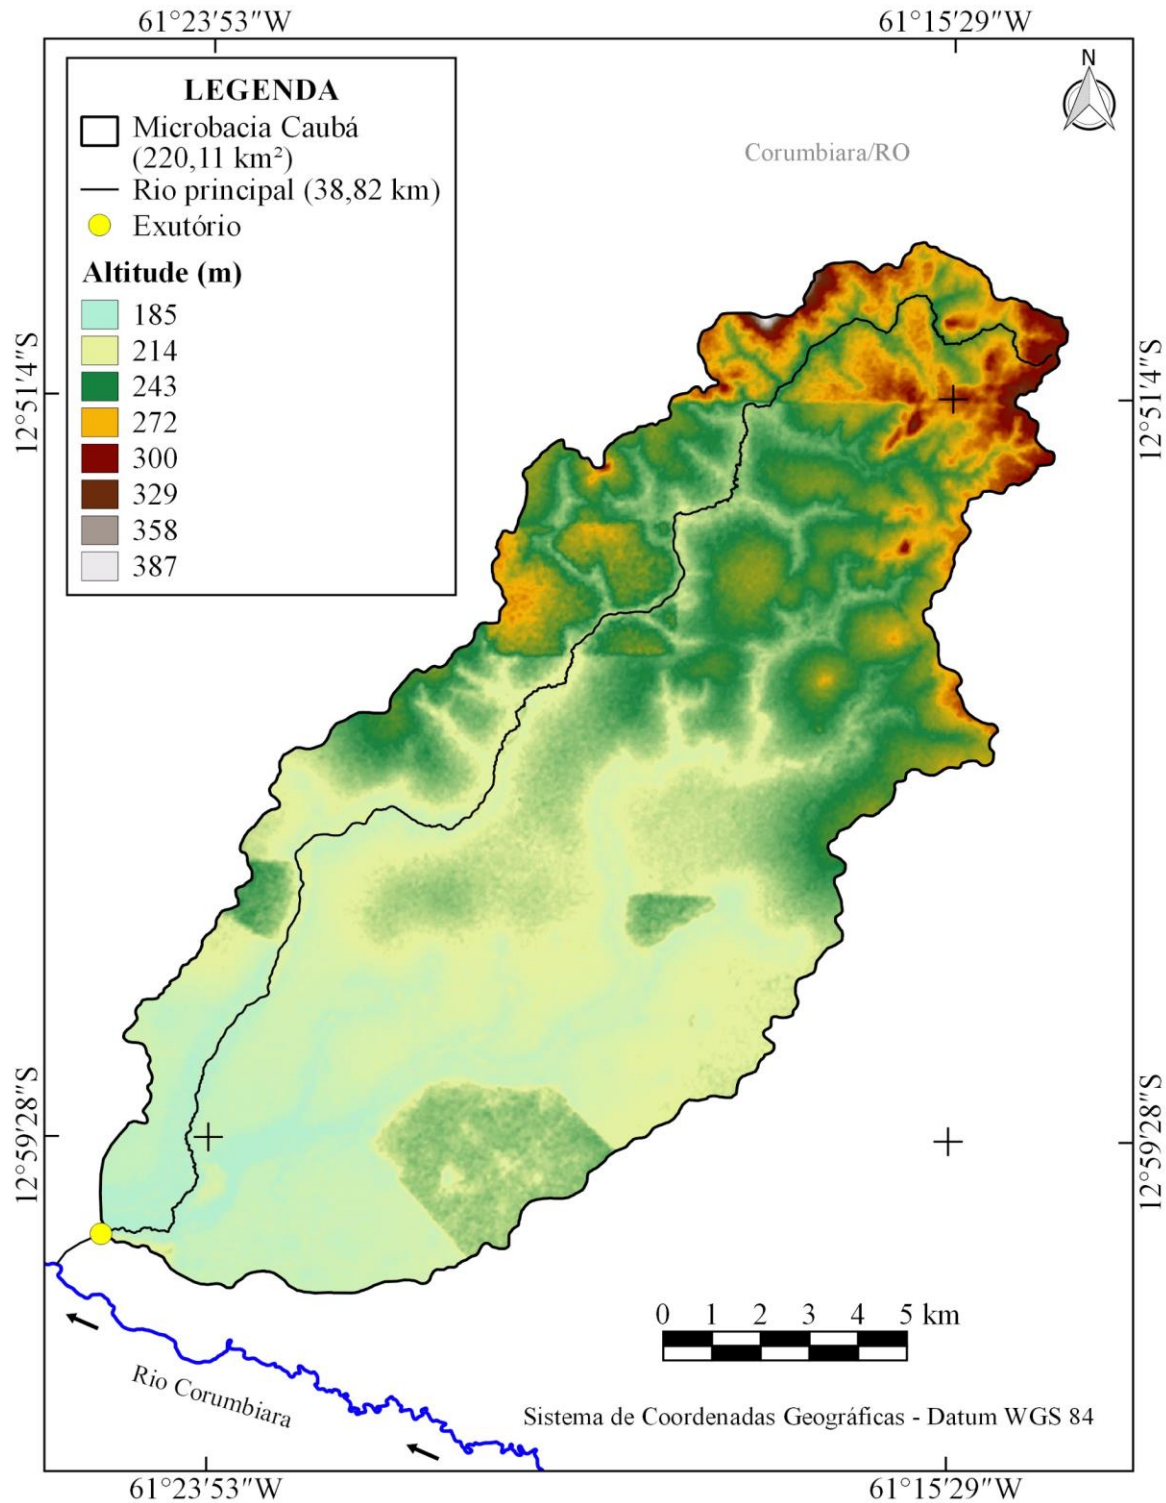 61°23′53″W
61°15′29″W
N
LEGENDA
Microbacia Caubá
(220,11 km²)
Rio principal (38,82 km)
Exutório
Altitude (m)
185
214
243
272
300
329
358
387
Corumbiara/RO
12°51′4″S
12°51′4″S
12°59′28″S
12°59′28″S
0 1 2 3 4 5 km
Rio Corumbiara
Sistema de Coordenadas Geográficas - Datum WGS 84
61°23′53″W
61°15′29″W